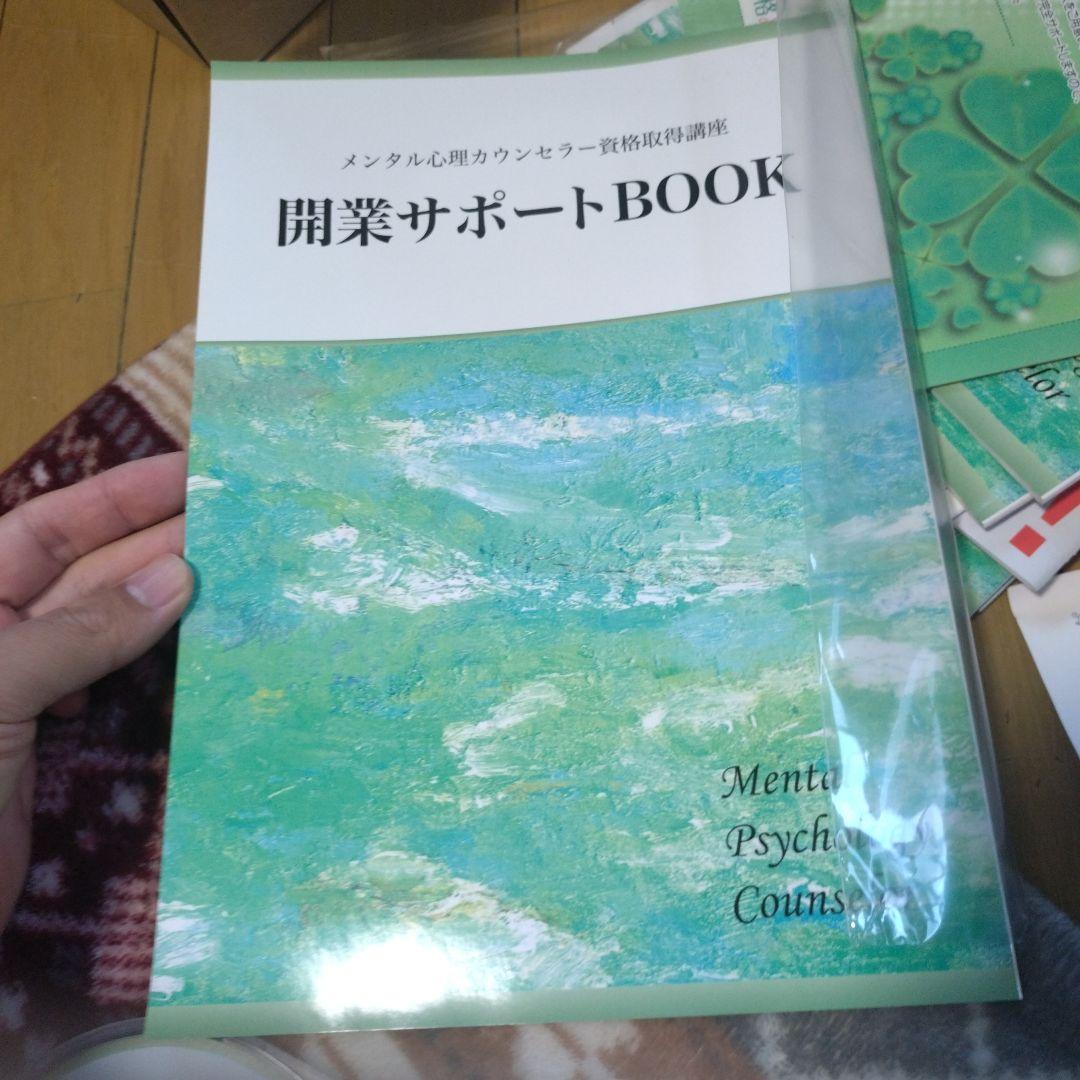 メンタル心理カウンセラー資格取得講座
開業サポートBOOK
Menta
Psycho
Counse